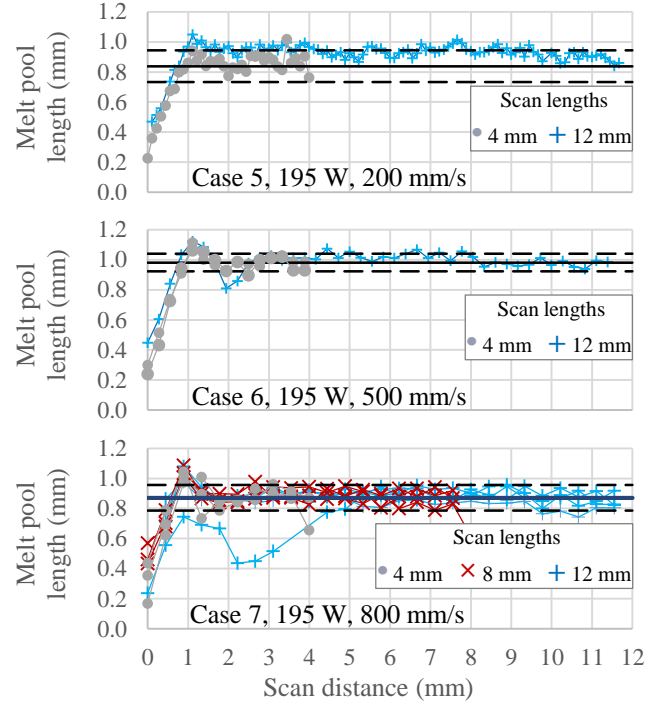 1.2
1.0
0.8
0.6
0.4
0.2
0.0
Melt pool
length (mm)
Scan lengths
4 mm 12 mm
Case 5, 195 W, 200 mm/s
1.2
1.0
0.8
0.6
0.4
0.2
0.0
Melt pool
length (mm)
Scan lengths
4 mm 12 mm
Case 6, 195 W, 500 mm/s
1.2
1.0
0.8
0.6
0.4
0.2
0.0
Melt pool
length (mm)
Scan lengths
4 mm 8 mm 12 mm
Case 7, 195 W, 800 mm/s
0 1 2 3 4 5 6 7 8 9 10 11 12
Scan distance (mm)